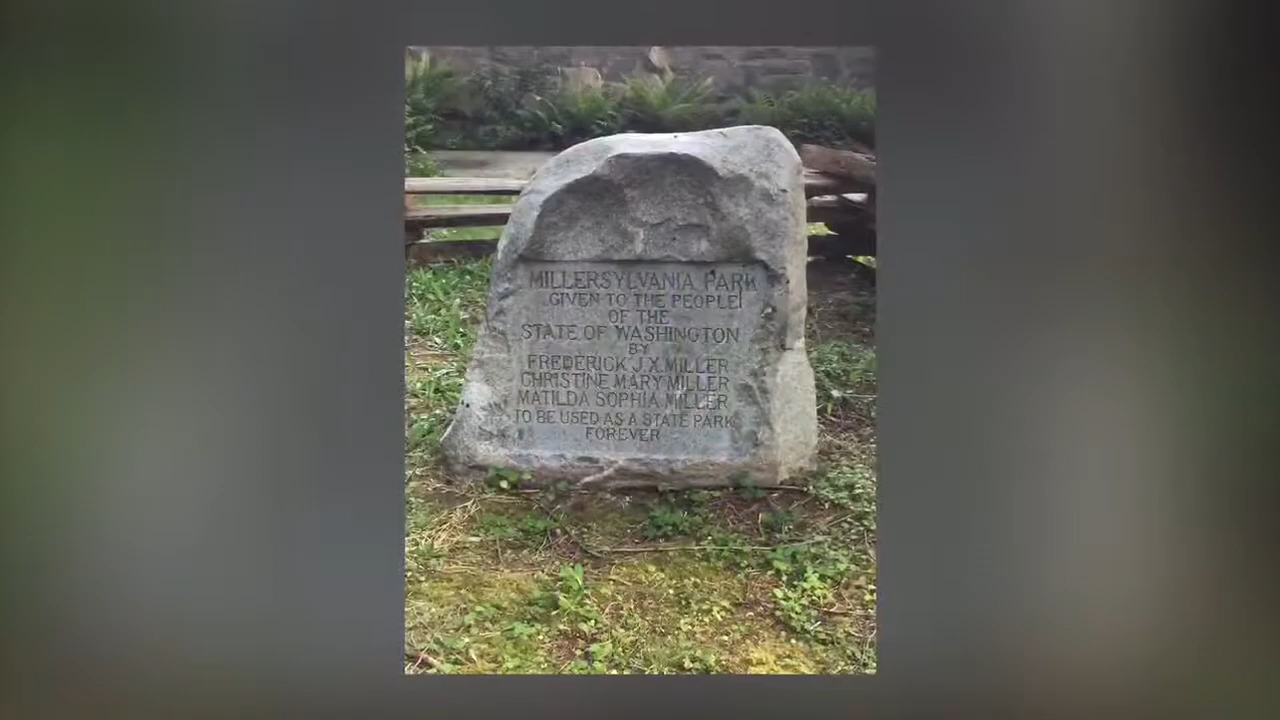 MILLERSYLVANIA PARK
GIVEN TO THE PEOPLE
OF THE
STATE OF WASHINGTON
BY
FREDERICK J.X. MILLER
CHRISTINE MARY MILLER
MATILDA SOPHIA MILLER
TO BE USED AS A STATE PARK
FOREVER